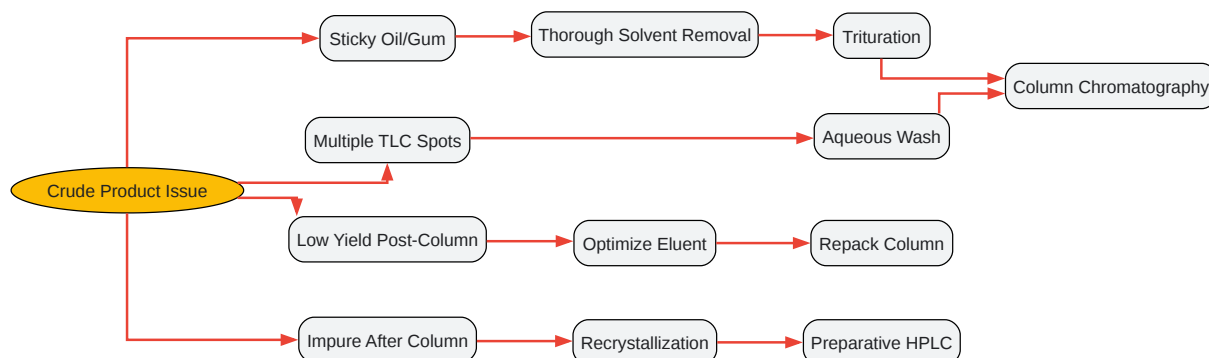 Sticky Oil/Gum
Thorough Solvent Removal
Trituration
Column Chromatography
Multiple TLC Spots
Aqueous Wash
Crude Product Issue
Low Yield Post-Column
Optimize Eluent
Repack Column
Impure After Column
Recrystallization
Preparative HPLC